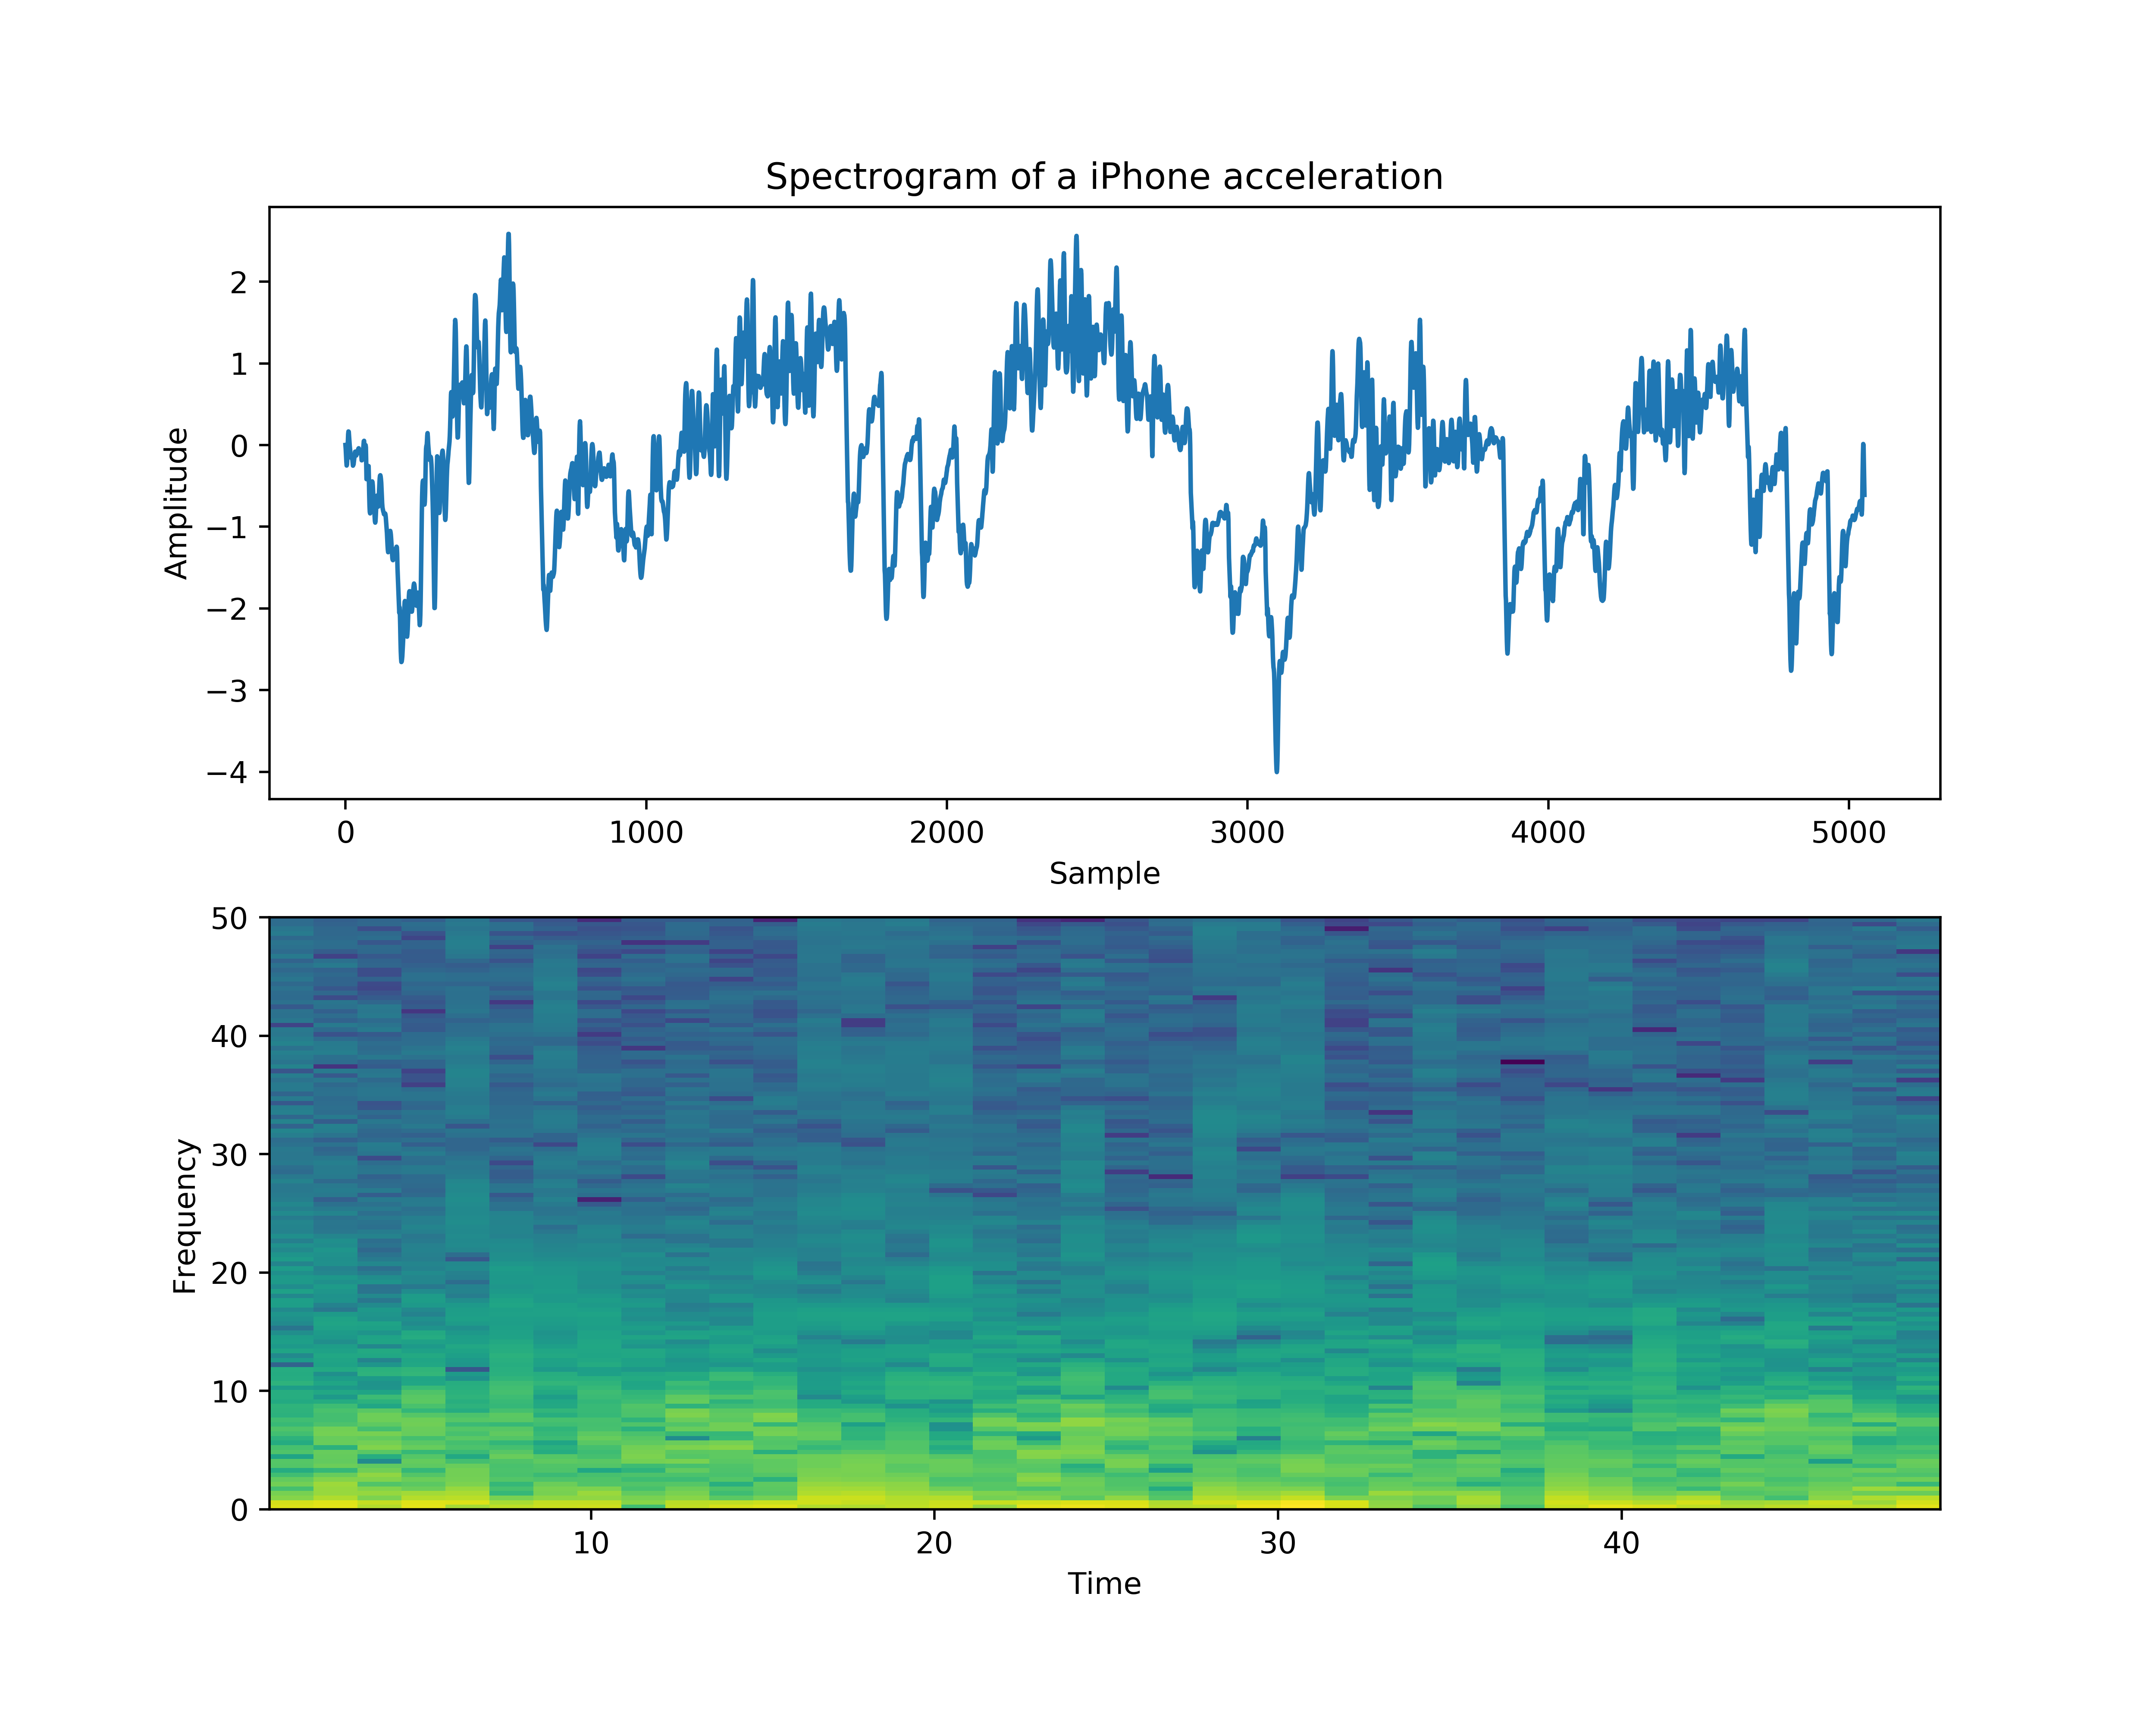 Spectrogram of a iPhone acceleration
2
1
0
−1
−2
−3
−4
Amplitude
0 1000 2000 3000 4000 5000
Sample
50
40
30
20
10
0
Frequency
10 20 30 40
Time